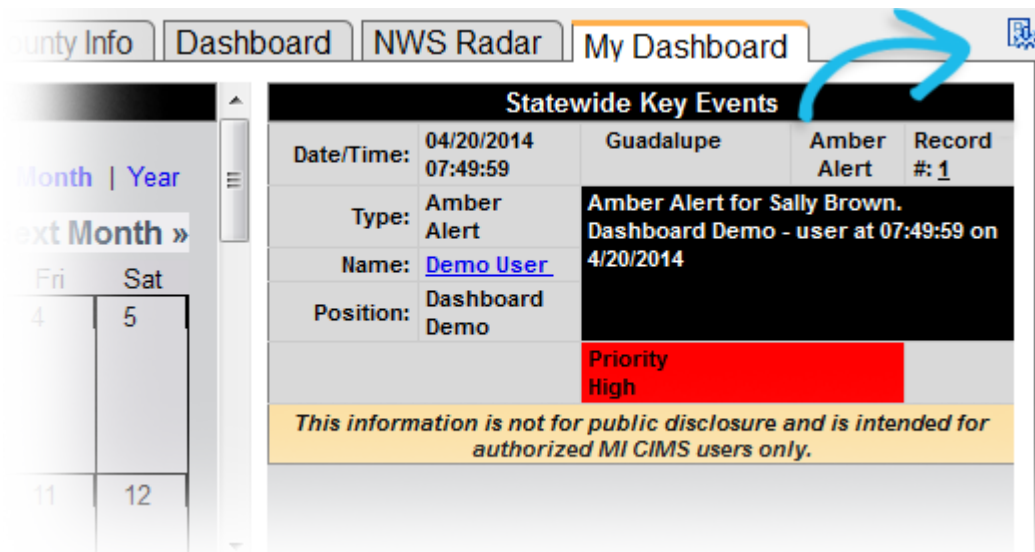 unty Info
Dashboard
NWS Radar
My Dashboard
Month | Year
ext Month »
Fri Sat
4 5
11 12
Statewide Key Events
Date/Time: 04/20/2014
07:49:59
Guadalupe
Amber
Alert
Record
#: 1
Type: Amber
Alert
Name: Demo User
Position: Dashboard
Demo
Amber Alert for Sally Brown.
Dashboard Demo - user at 07:49:59 on
4/20/2014
Priority
High
This information is not for public disclosure and is intended for
authorized MI CIMS users only.